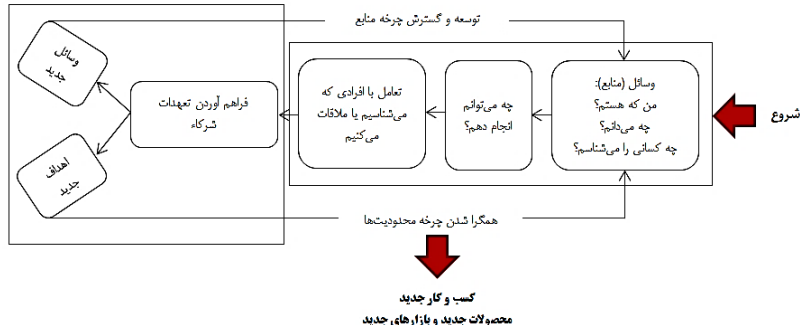 توسعه و گسترش چرخه منابع
شروع
وسائل (منابع):
من که هستم؟
چه می‌دانم؟
چه کسانی را می‌شناسم؟
چه می‌توانم
انجام دهم؟
تعامل با افرادی که
می‌شناسیم یا ملاقات
می‌کنیم
فراهم آوردن تعهدات
شرکاء
وسائل
جدید
اهداف
جدید
همگرا شدن چرخه محدودیت‌ها
کسب و کار جدید
محصولات جدید و بازارهای جدید